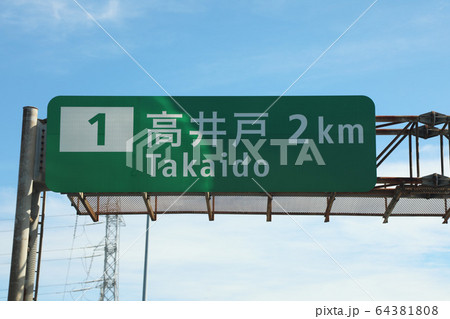 1 高井戸 2km
Takaido
PIXTA
64381808